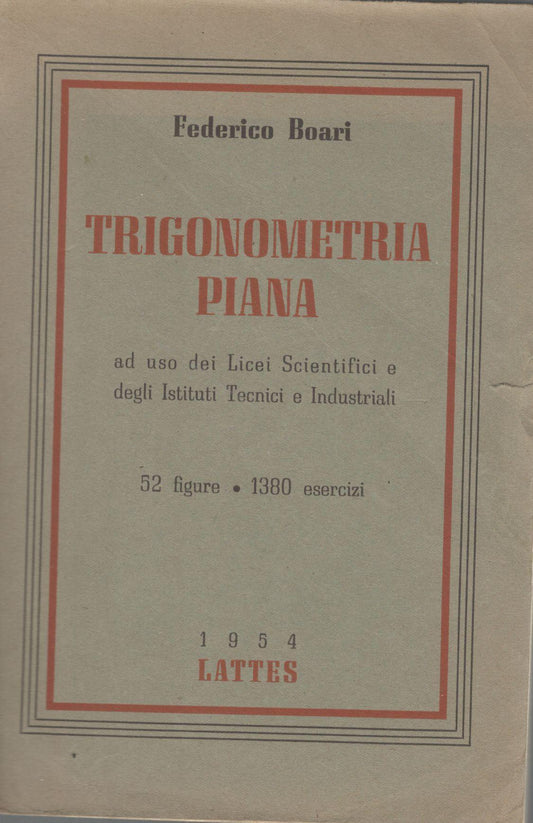 Federico Boari
TRIGONOMETRIA
PIANA
ad uso dei Licei Scientifici e
degli Istituti Tecnici e Industriali
52 figure • 1380 esercizi
1954
LATTES